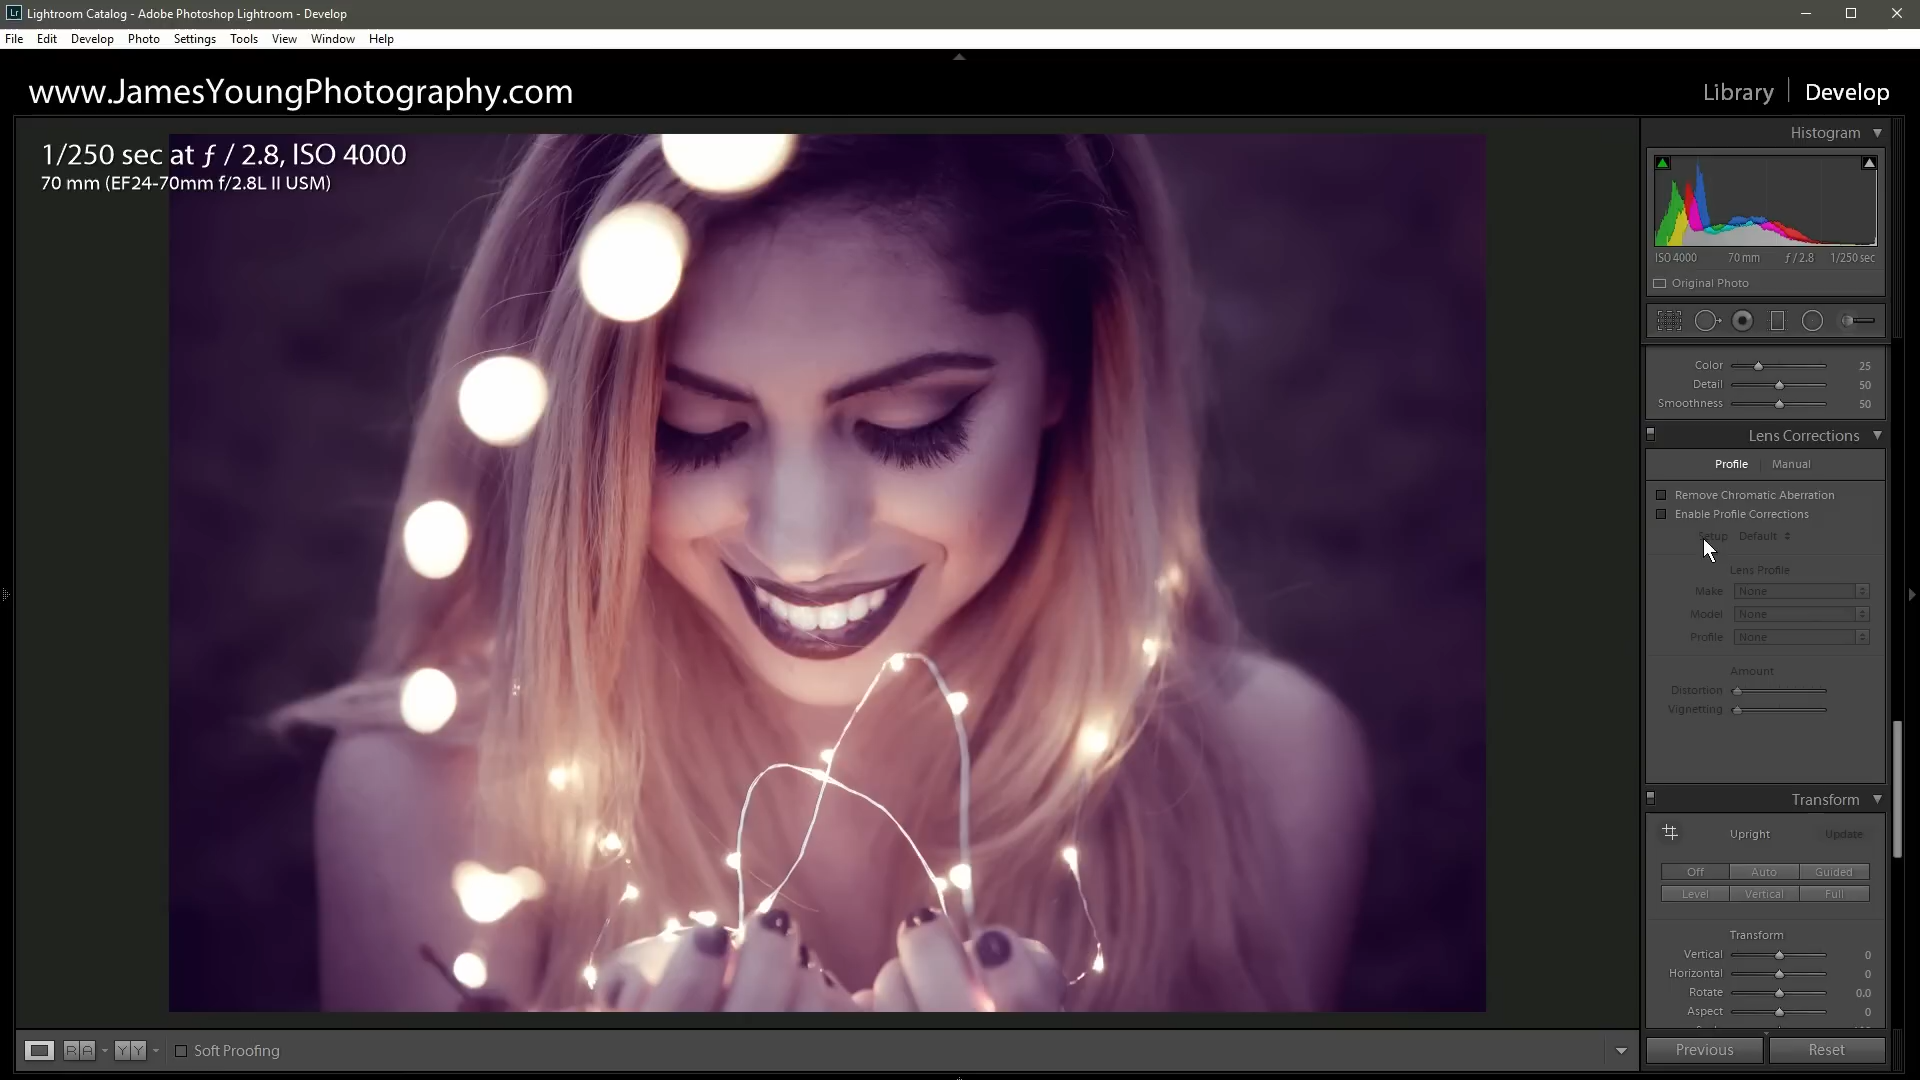 Lightroom Catalog - Adobe Photoshop Lightroom - Develop
File Edit Develop Photo Settings Tools View Window Help
www.JamesYoungPhotography.com
Library | Develop
1/250 sec at ƒ / 2.8, ISO 4000
70 mm (EF24-70mm f/2.8L II USM)
Histogram
ISO 4000 70 mm ƒ / 2.8 1/250 sec
Original Photo
Color 25
Detail 50
Smoothness 50
Lens Corrections
Profile Manual
Remove Chromatic Aberration
Enable Profile Corrections
Setup Default
Lens Profile
Make None
Model None
Profile None
Amount
Distortion
Vignetting
Transform
Upright Update
Off Auto Guided
Level Vertical Full
Transform
Vertical 0
Horizontal 0
Rotate 0.0
Aspect 0
R A Y Y Soft Proofing
Previous Reset